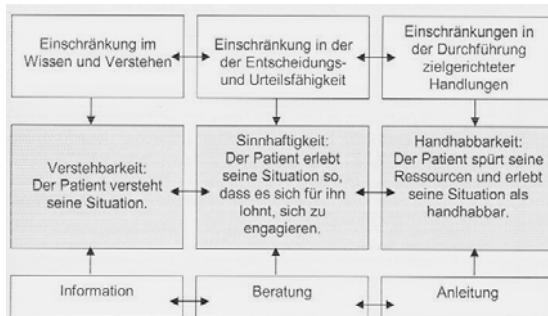 Einschränkung im
Wissen und Verstehen
Einschränkung in der
der Entscheidungs-
und Urteilsfähigkeit
Einschränkungen in
der Durchführung
zielgerichteter
Handlungen
Verstehbarkeit:
Der Patient versteht
seine Situation.
Sinnhaftigkeit:
Der Patient erlebt
seine Situation so,
dass es sich für ihn
lohnt, sich zu
engagieren.
Handhabbarkeit:
Der Patient spürt seine
Ressourcen und erlebt
seine Situation als
handhabbar.
Information
Beratung
Anleitung